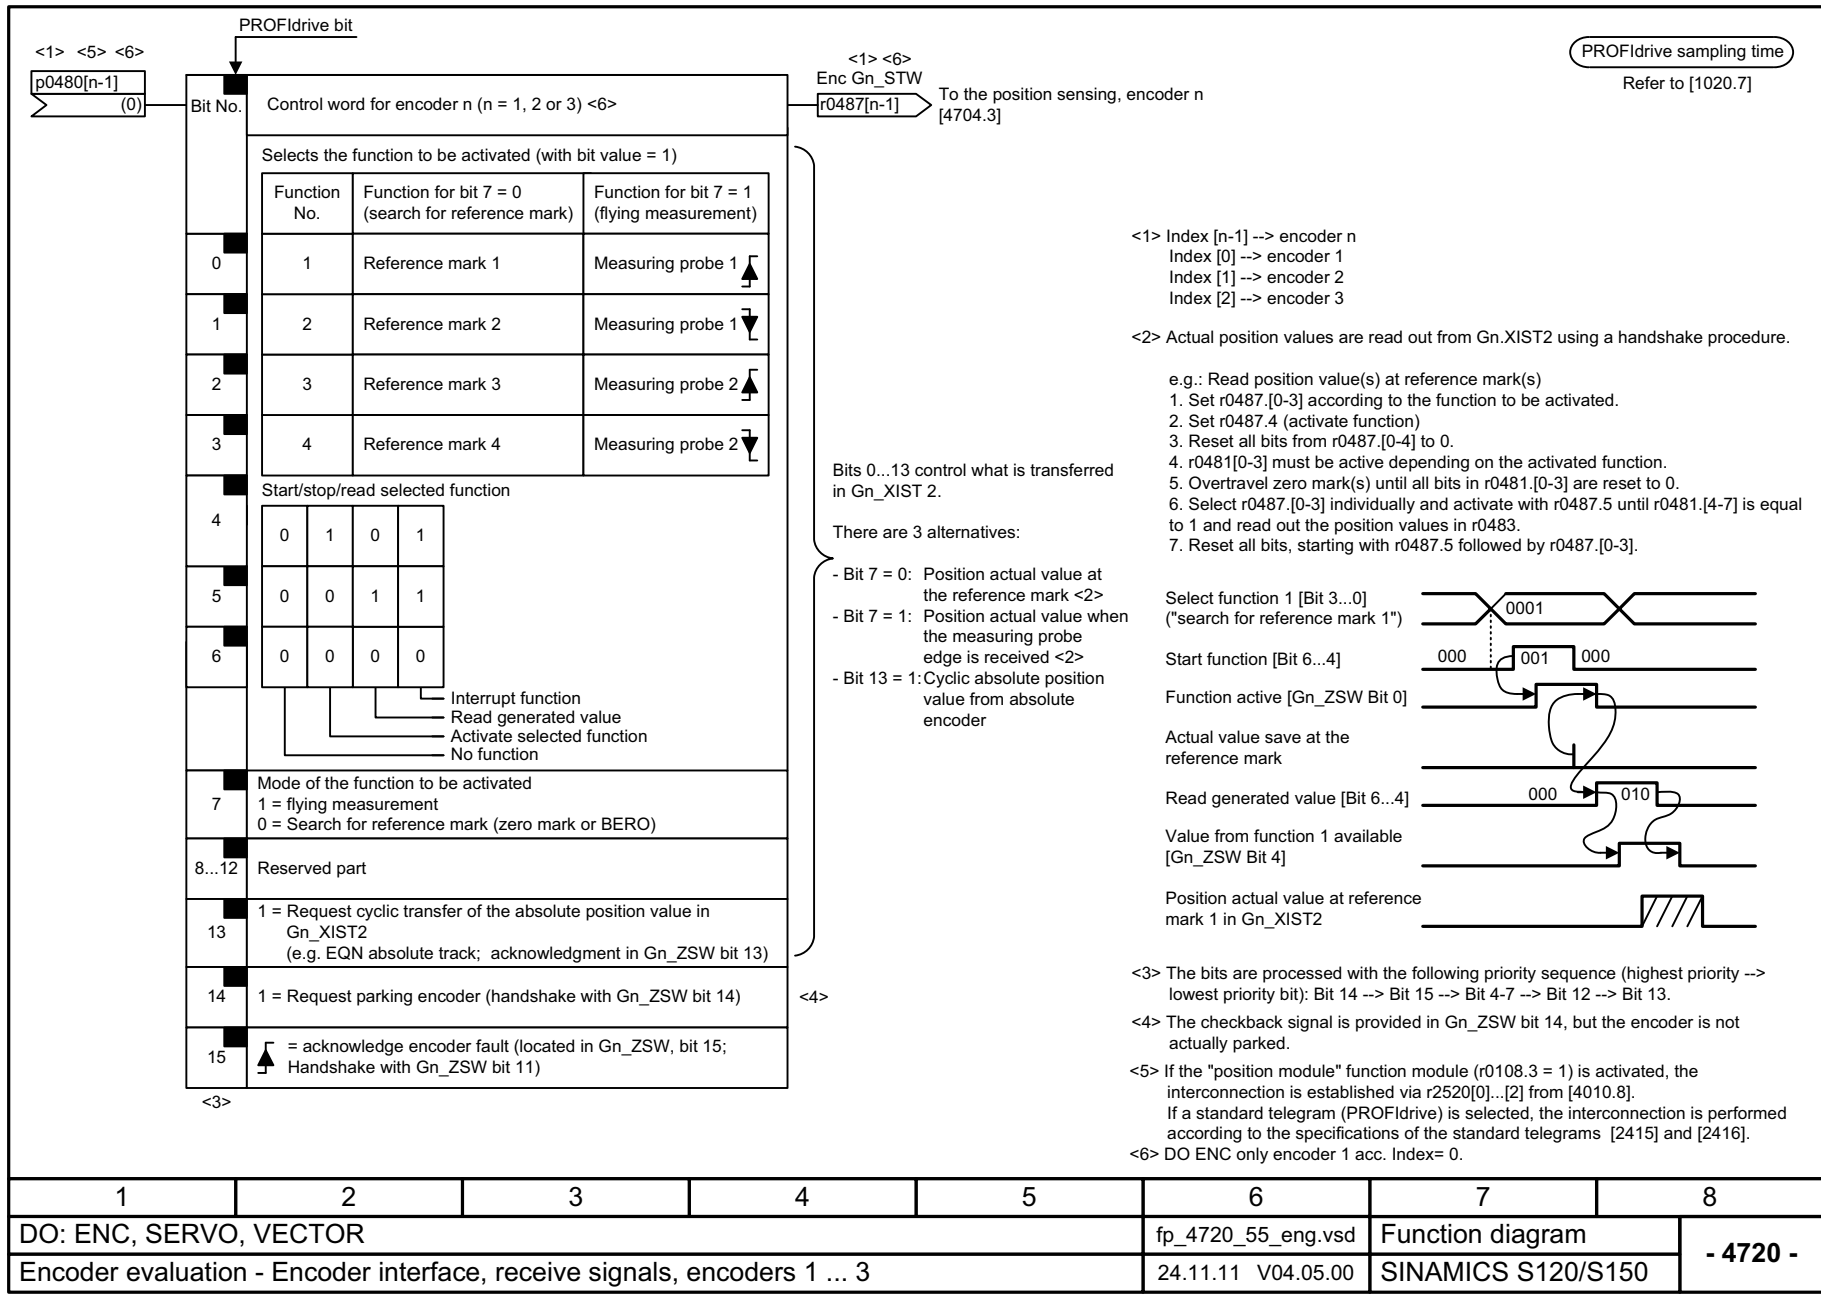 PROFIdrive bit
<1> <5> <6>
p0480[n-1]
(0)
Bit No.
Control word for encoder n (n = 1, 2 or 3) <6>
<1> <6>
Enc Gn_STW
r0487[n-1]
To the position sensing, encoder n
[4704.3]
PROFIdrive sampling time
Refer to [1020.7]
Selects the function to be activated (with bit value = 1)
Function No.
Function for bit 7 = 0
(search for reference mark)
Function for bit 7 = 1
(flying measurement)
0
1
Reference mark 1
Measuring probe 1
1
2
Reference mark 2
Measuring probe 1
2
3
Reference mark 3
Measuring probe 2
3
4
Reference mark 4
Measuring probe 2
Start/stop/read selected function
4
0 1 0 1
5
0 0 1 1
6
0 0 0 0
Interrupt function
Read generated value
Activate selected function
No function
7
Mode of the function to be activated
1 = flying measurement
0 = Search for reference mark (zero mark or BERO)
8...12
Reserved part
13
1 = Request cyclic transfer of the absolute position value in
Gn_XIST2
(e.g. EQN absolute track; acknowledgment in Gn_ZSW bit 13)
14
1 = Request parking encoder (handshake with Gn_ZSW bit 14)
<4>
15
= acknowledge encoder fault (located in Gn_ZSW, bit 15;
Handshake with Gn_ZSW bit 11)
<3>
Bits 0...13 control what is transferred
in Gn_XIST 2.
There are 3 alternatives:
- Bit 7 = 0: Position actual value at
the reference mark <2>
- Bit 7 = 1: Position actual value when
the measuring probe
edge is received <2>
- Bit 13 = 1: Cyclic absolute position
value from absolute
encoder
<1> Index [n-1] --> encoder n
Index [0] --> encoder 1
Index [1] --> encoder 2
Index [2] --> encoder 3
<2> Actual position values are read out from Gn.XIST2 using a handshake procedure.
e.g.: Read position value(s) at reference mark(s)
1. Set r0487.[0-3] according to the function to be activated.
2. Set r0487.4 (activate function)
3. Reset all bits from r0487.[0-4] to 0.
4. r0481[0-3] must be active depending on the activated function.
5. Overtravel zero mark(s) until all bits in r0481.[0-3] are reset to 0.
6. Select r0487.[0-3] individually and activate with r0487.5 until r0481.[4-7] is equal
to 1 and read out the position values in r0483.
7. Reset all bits, starting with r0487.5 followed by r0487.[0-3].
Select function 1 [Bit 3...0]
("search for reference mark 1")
0001
Start function [Bit 6...4]
000 001 000
Function active [Gn_ZSW Bit 0]
Actual value save at the
reference mark
Read generated value [Bit 6...4]
000 010
Value from function 1 available
[Gn_ZSW Bit 4]
Position actual value at reference
mark 1 in Gn_XIST2
<3> The bits are processed with the following priority sequence (highest priority -->
lowest priority bit): Bit 14 --> Bit 15 --> Bit 4-7 --> Bit 12 --> Bit 13.
<4> The checkback signal is provided in Gn_ZSW bit 14, but the encoder is not
actually parked.
<5> If the "position module" function module (r0108.3 = 1) is activated, the
interconnection is established via r2520[0]...[2] from [4010.8].
If a standard telegram (PROFIdrive) is selected, the interconnection is performed
according to the specifications of the standard telegrams [2415] and [2416].
<6> DO ENC only encoder 1 acc. Index= 0.
1 2 3 4 5 6 7 8
DO: ENC, SERVO, VECTOR
fp_4720_55_eng.vsd
Function diagram
- 4720 -
Encoder evaluation - Encoder interface, receive signals, encoders 1 ... 3
24.11.11 V04.05.00
SINAMICS S120/S150